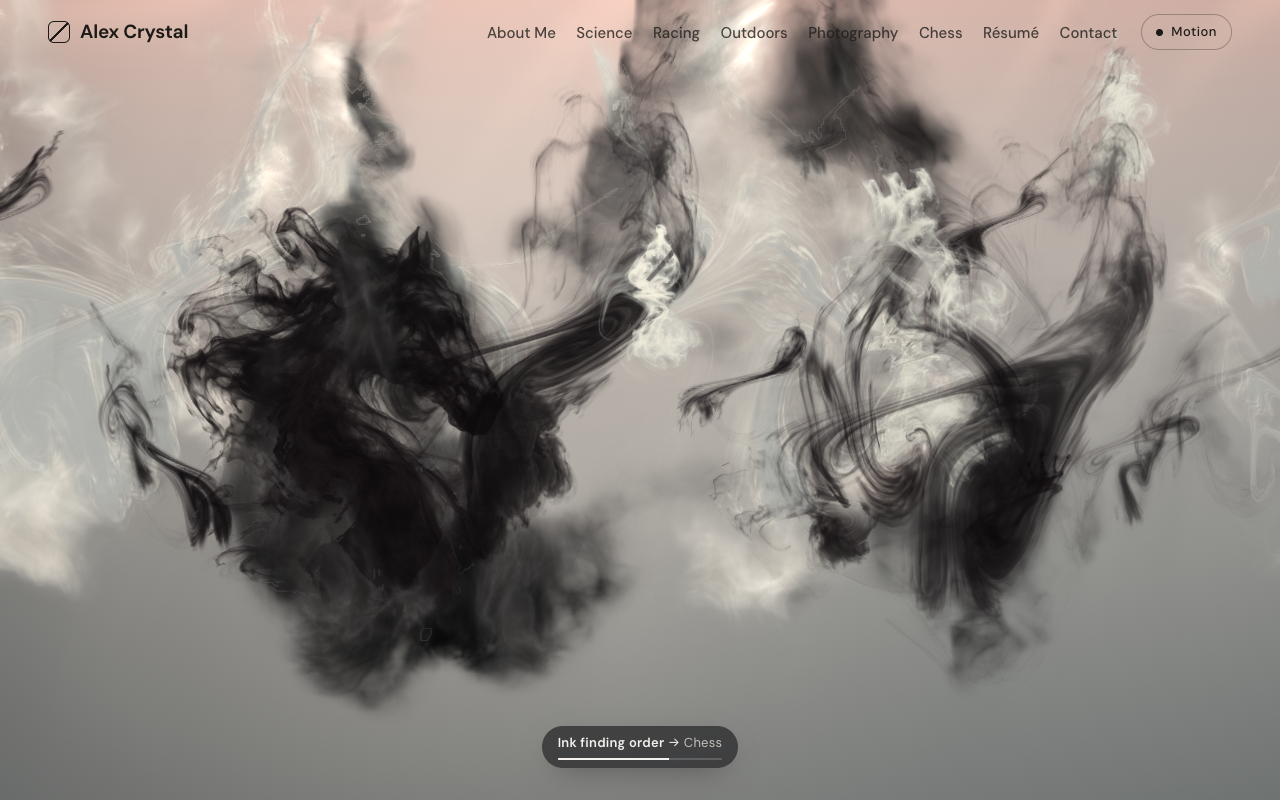 Alex Crystal
About Me Science Racing Outdoors Photography Chess Résumé Contact Motion
Ink finding order → Chess